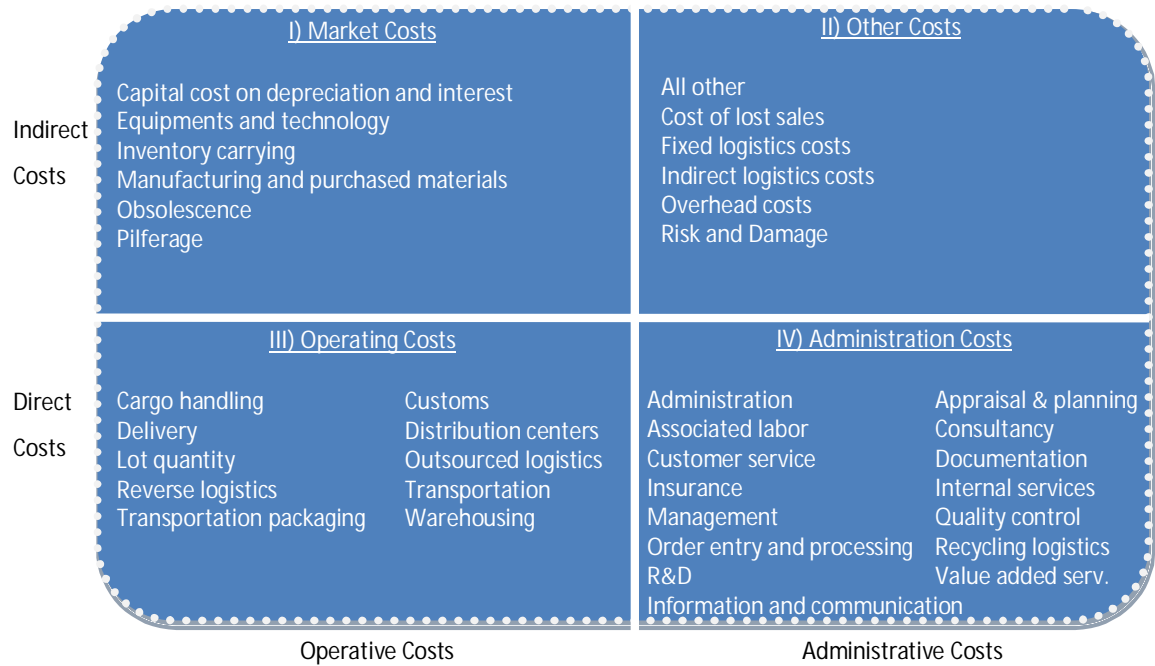 I) Market Costs
Capital cost on depreciation and interest
Equipments and technology
Inventory carrying
Manufacturing and purchased materials
Obsolescence
Pilferage
II) Other Costs
All other
Cost of lost sales
Fixed logistics costs
Indirect logistics costs
Overhead costs
Risk and Damage
Indirect
Costs
III) Operating Costs
Cargo handling
Delivery
Lot quantity
Reverse logistics
Transportation packaging
Customs
Distribution centers
Outsourced logistics
Transportation
Warehousing
IV) Administration Costs
Administration
Associated labor
Customer service
Insurance
Management
Order entry and processing
R&D
Information and communication
Appraisal & planning
Consultancy
Documentation
Internal services
Quality control
Recycling logistics
Value added serv.
Direct
Costs
Operative Costs
Administrative Costs